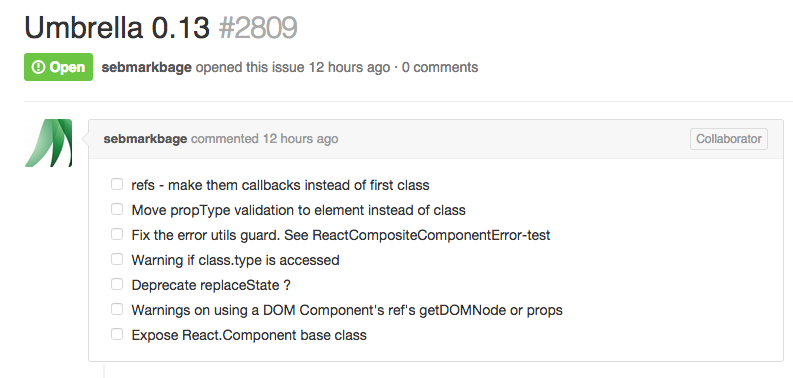 Umbrella 0.13 #2809
Open sebmarkbage opened this issue 12 hours ago · 0 comments
sebmarkbage commented 12 hours ago Collaborator
refs - make them callbacks instead of first class
Move propType validation to element instead of class
Fix the error utils guard. See ReactCompositeComponentError-test
Warning if class.type is accessed
Deprecate replaceState ?
Warnings on using a DOM Component's ref's getDOMNode or props
Expose React.Component base class